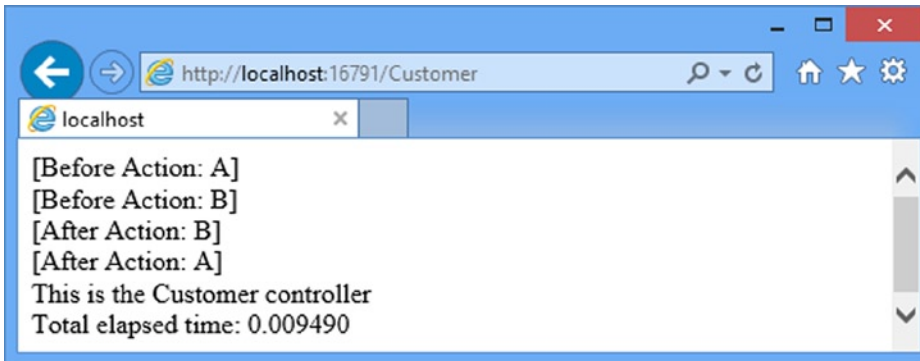 http://localhost:16791/Customer
localhost
[Before Action: A]
[Before Action: B]
[After Action: B]
[After Action: A]
This is the Customer controller
Total elapsed time: 0.009490